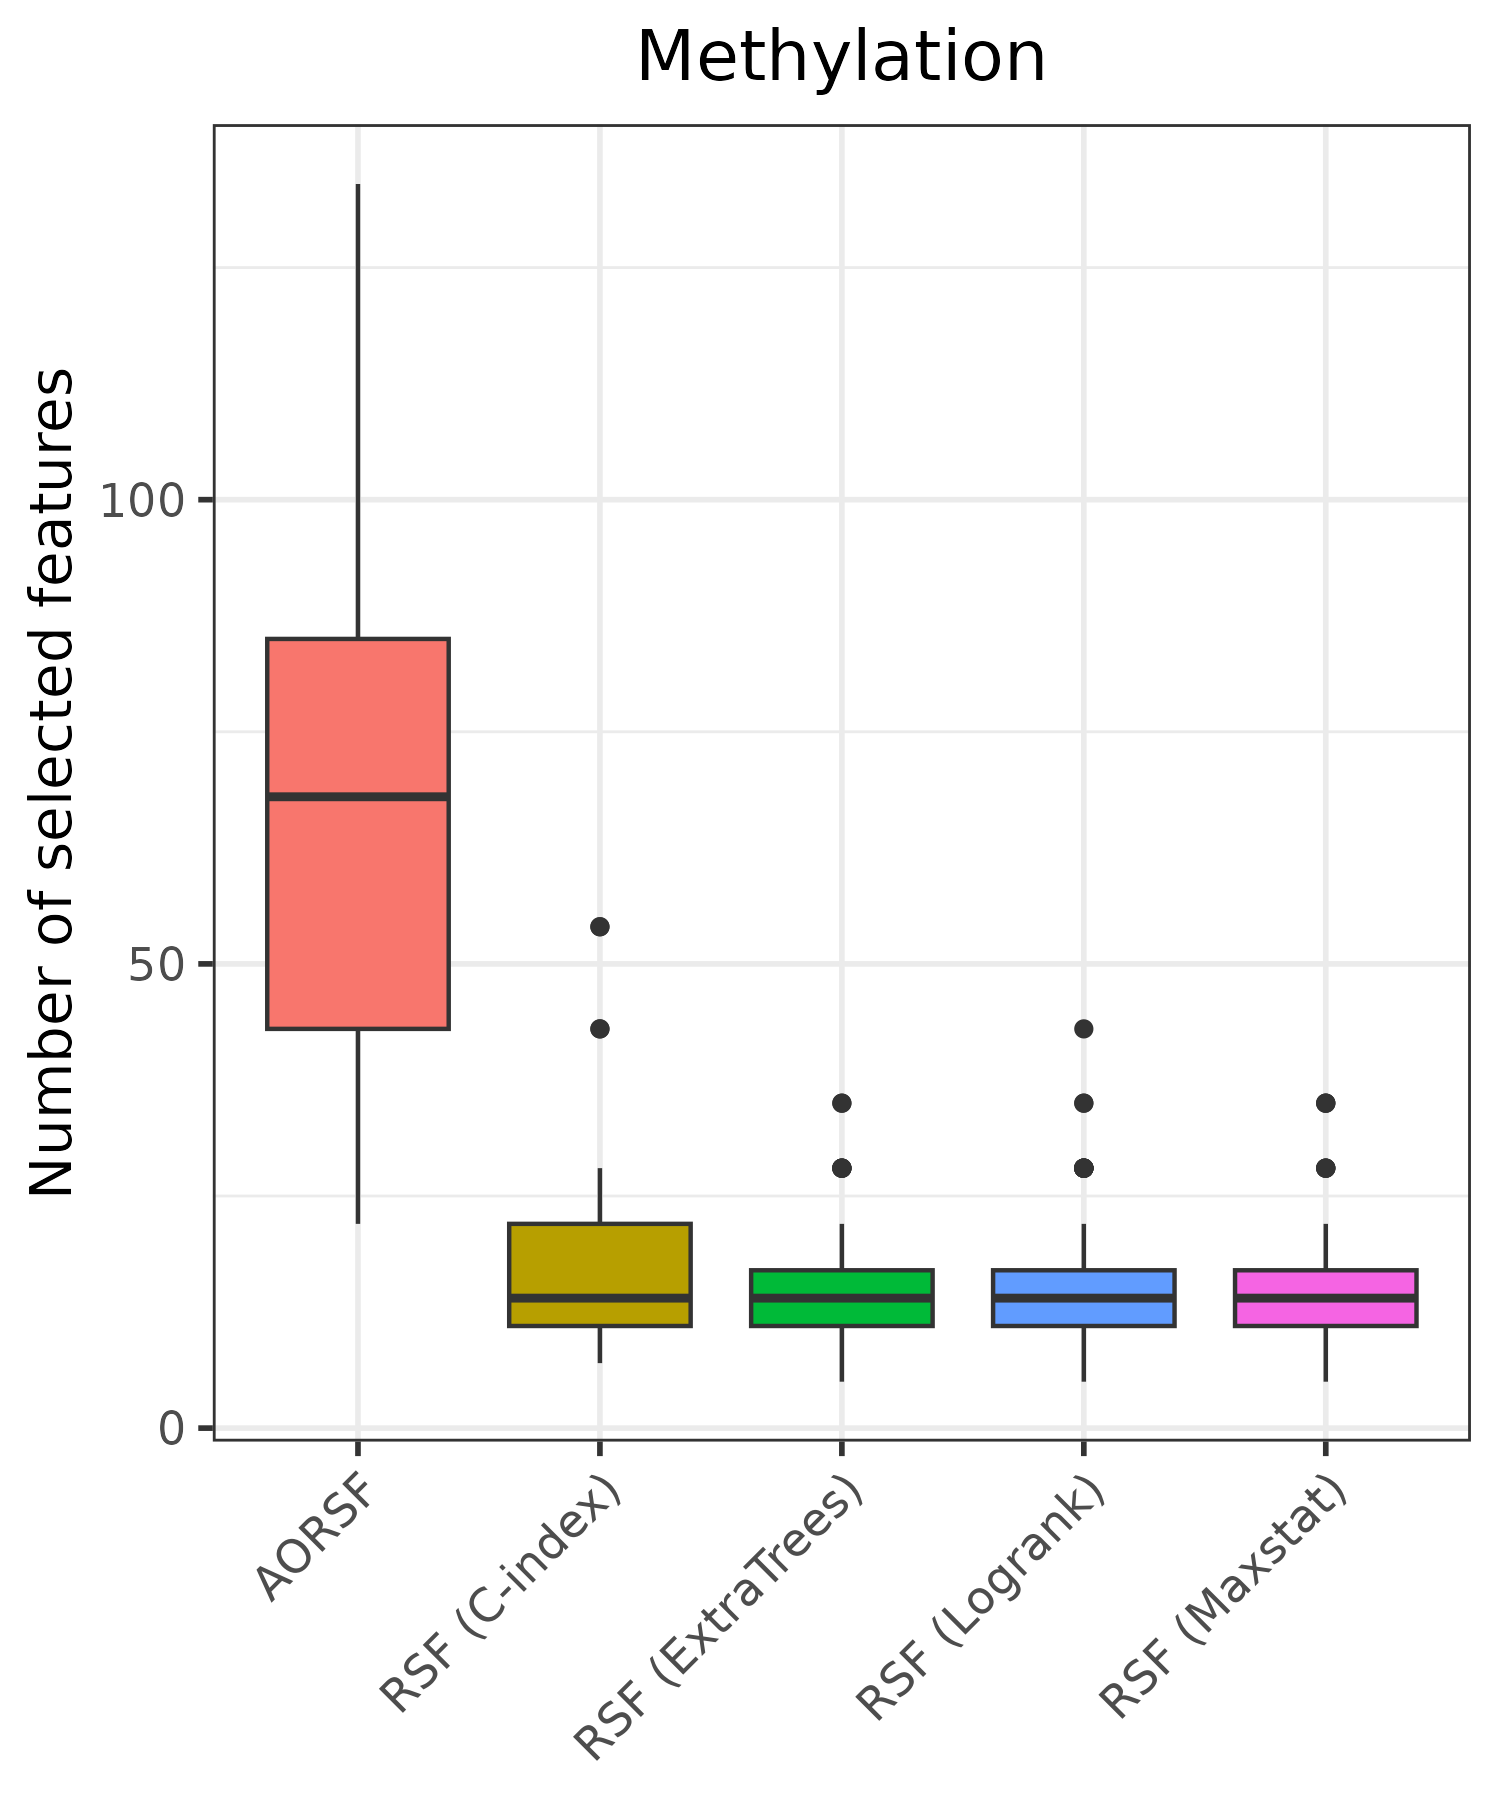 Methylation
Number of selected features
100
50
0
AORSF
RSF (C-index)
RSF (ExtraTrees)
RSF (Logrank)
RSF (Maxstat)